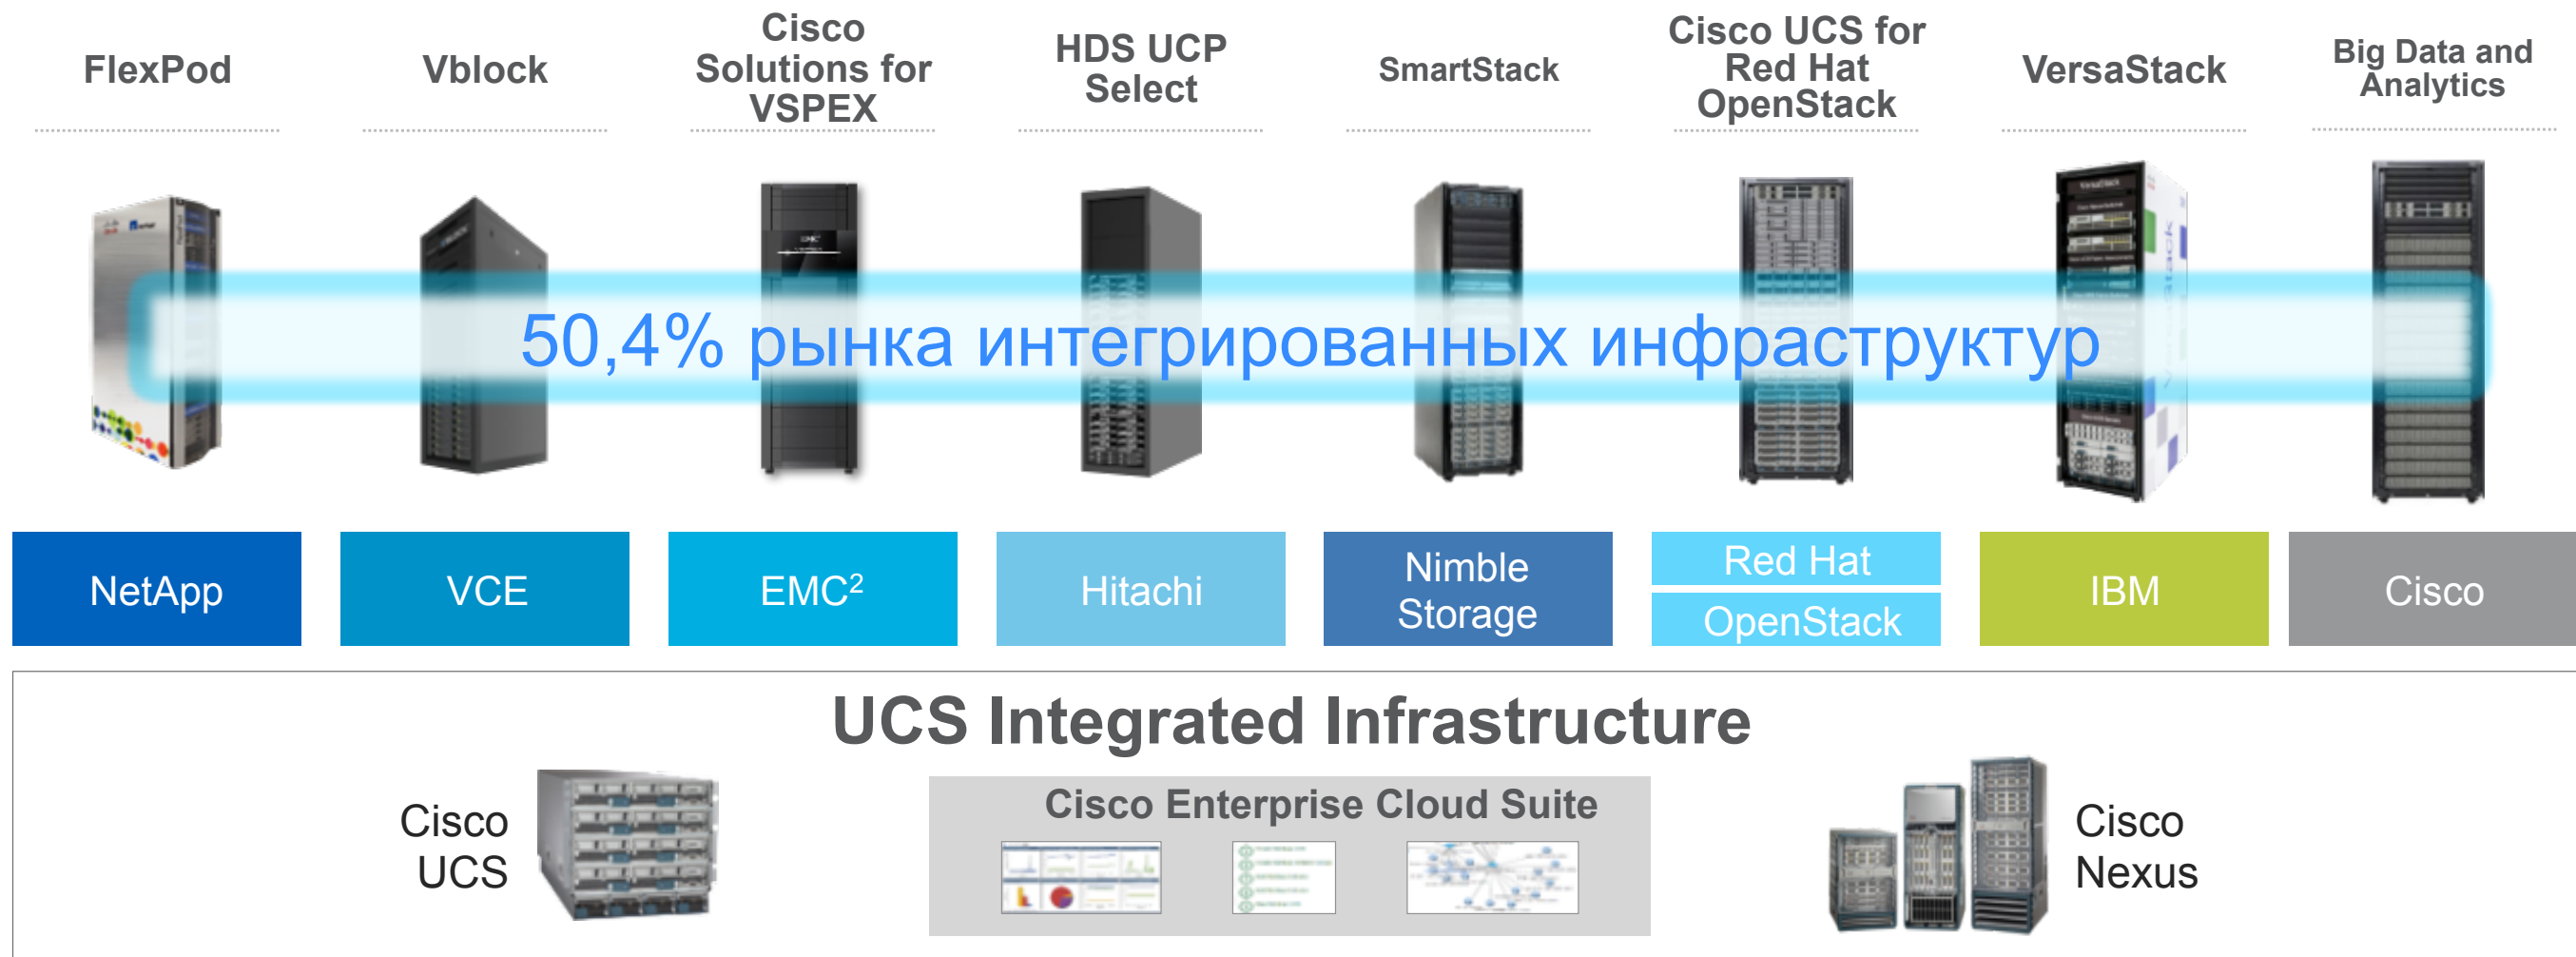 FlexPod
Vblock
Cisco
Solutions for
VSPEX
HDS UCP
Select
SmartStack
Cisco UCS for
Red Hat
OpenStack
VersaStack
Big Data and
Analytics
VersaStack
EMC²
50,4% рынка интегрированных инфраструктур
NetApp
VCE
EMC²
Hitachi
Nimble
Storage
Red Hat
OpenStack
IBM
Cisco
UCS Integrated Infrastructure
Cisco
UCS
Cisco Enterprise Cloud Suite
Cisco
Nexus